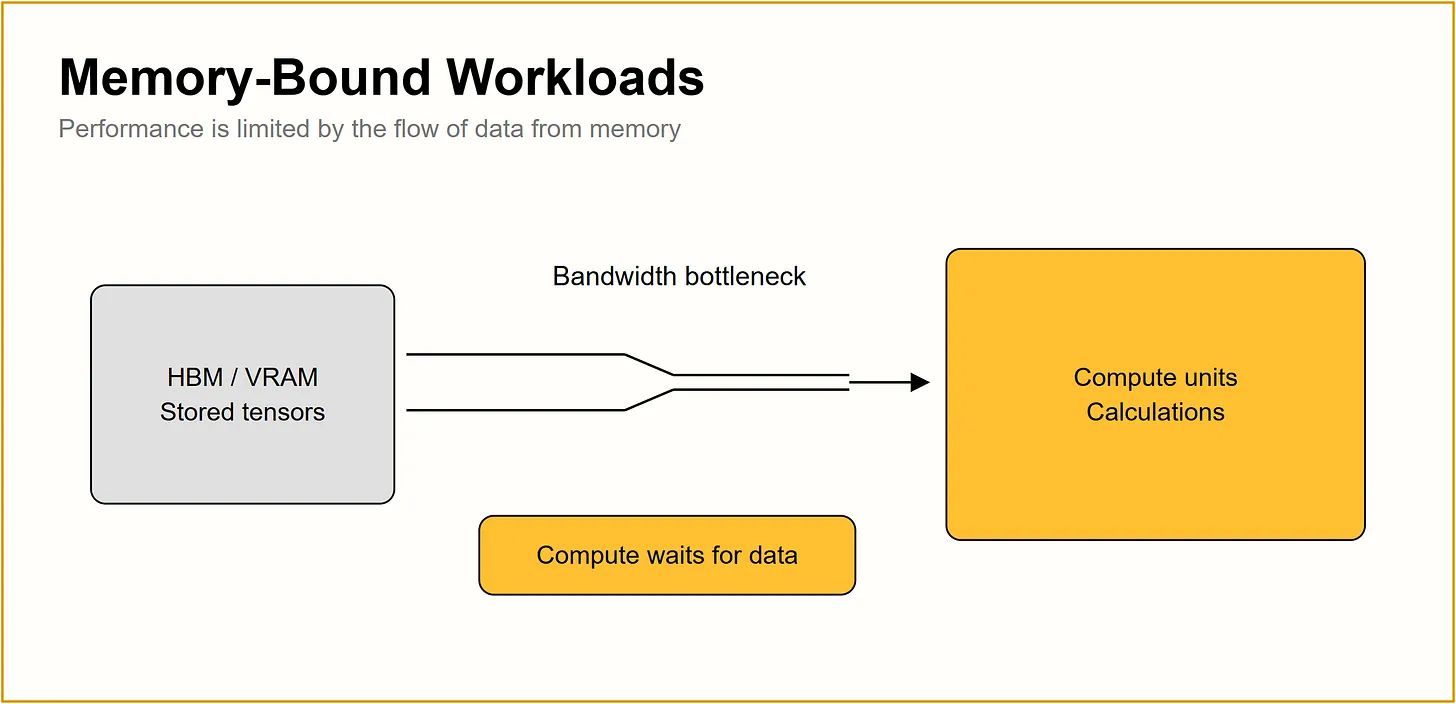 Memory-Bound Workloads
Performance is limited by the flow of data from memory
Bandwidth bottleneck
HBM / VRAM
Stored tensors
Compute units
Calculations
Compute waits for data